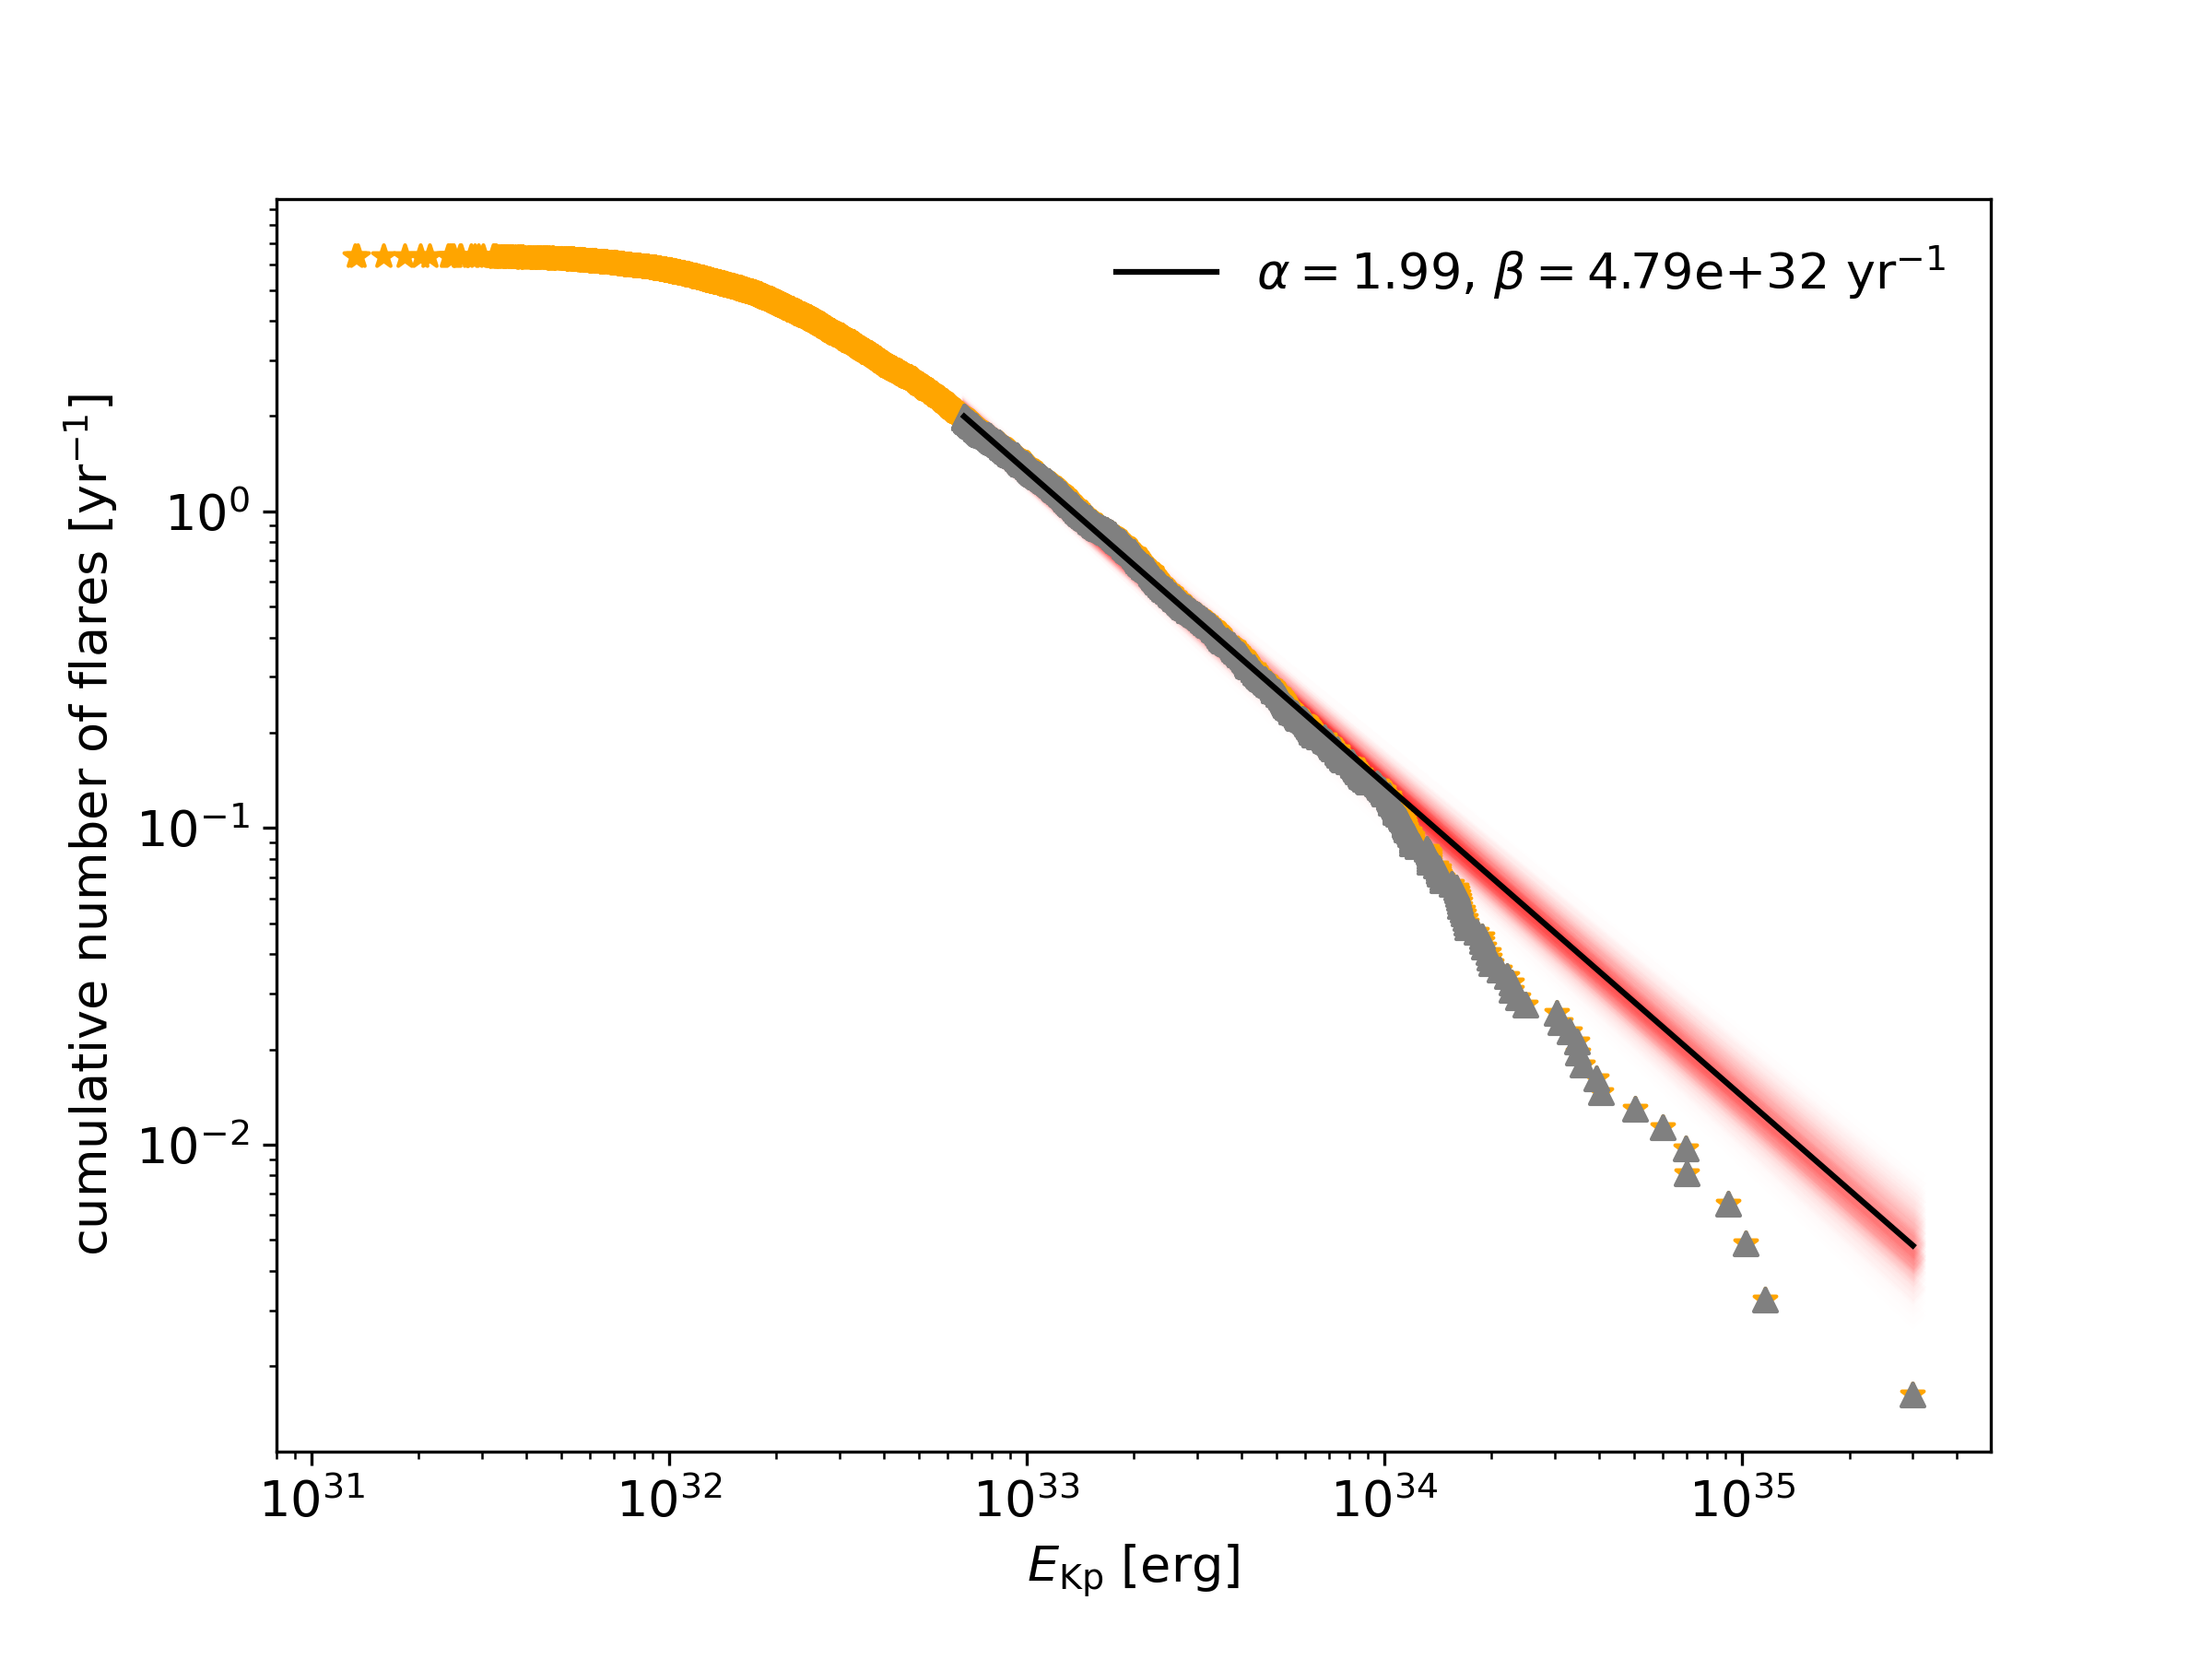 α = 1.99, β = 4.79e+32 yr⁻¹
cumulative number of flares [yr⁻¹]
10⁰
10⁻¹
10⁻²
10³¹ 10³² 10³³ 10³⁴ 10³⁵
E_Kp [erg]